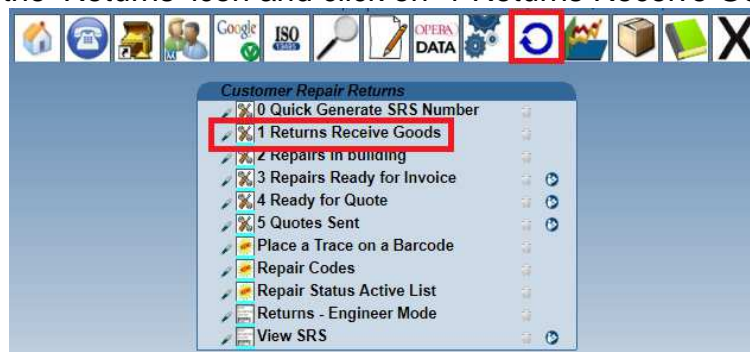 the 'Returns' icon and click on '1 Returns Receive Go
Google
ISO
OPERA
DATA
X
M
Customer Repair Returns
0 Quick Generate SRS Number
1 Returns Receive Goods
2 Repairs in building
3 Repairs Ready for Invoice
4 Ready for Quote
5 Quotes Sent
Place a Trace on a Barcode
Repair Codes
Repair Status Active List
Returns - Engineer Mode
View SRS